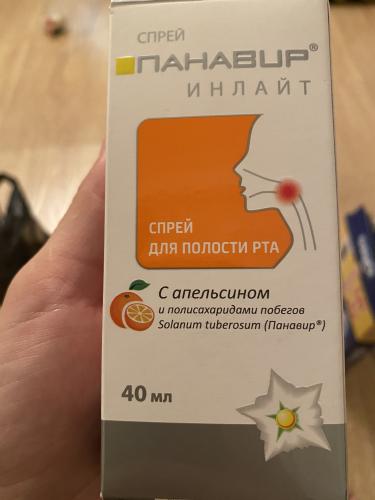 СПРЕЙ
ПАНАВИР®
ИНЛАЙТ
СПРЕЙ
ДЛЯ ПОЛОСТИ РТА
С апельсином
и полисахаридами побегов
Solanum tuberosum (Панавир®)
40 мл